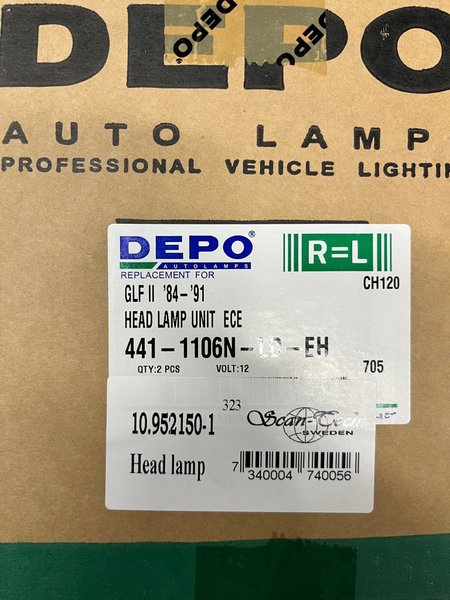 DEPO
DEPO
DEPO
AUTO LAMP
PROFESSIONAL VEHICLE LIGHTIN
DEPO®
AUTOLAMPS
R=L
REPLACEMENT FOR
CH120
GLF II '84-'91
HEAD LAMP UNIT ECE
441-1106N- -EH
QTY:2 PCS VOLT:12
705
323
10.952150-1
Scan-Tech
SWEDEN
Head lamp
7 340004 740056